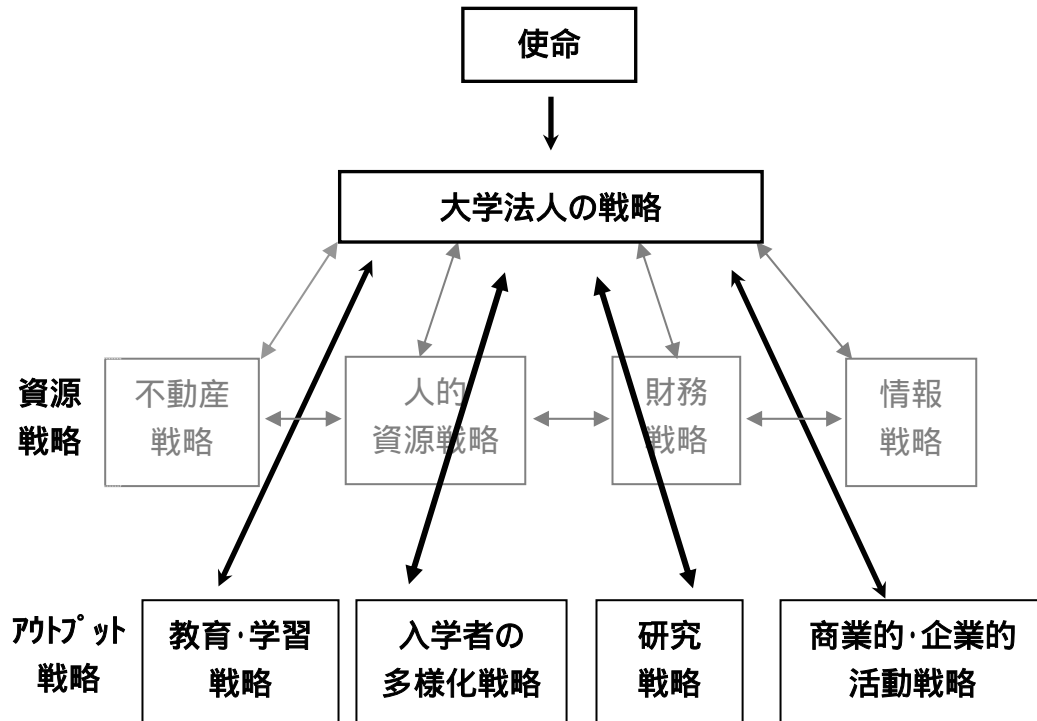 使命
大学法人の戦略
資源
戦略
不動産
戦略
人的
資源戦略
財務
戦略
情報
戦略
ｱｳﾄﾌﾟｯﾄ
戦略
教育･学習
戦略
入学者の
多様化戦略
研究
戦略
商業的･企業的
活動戦略